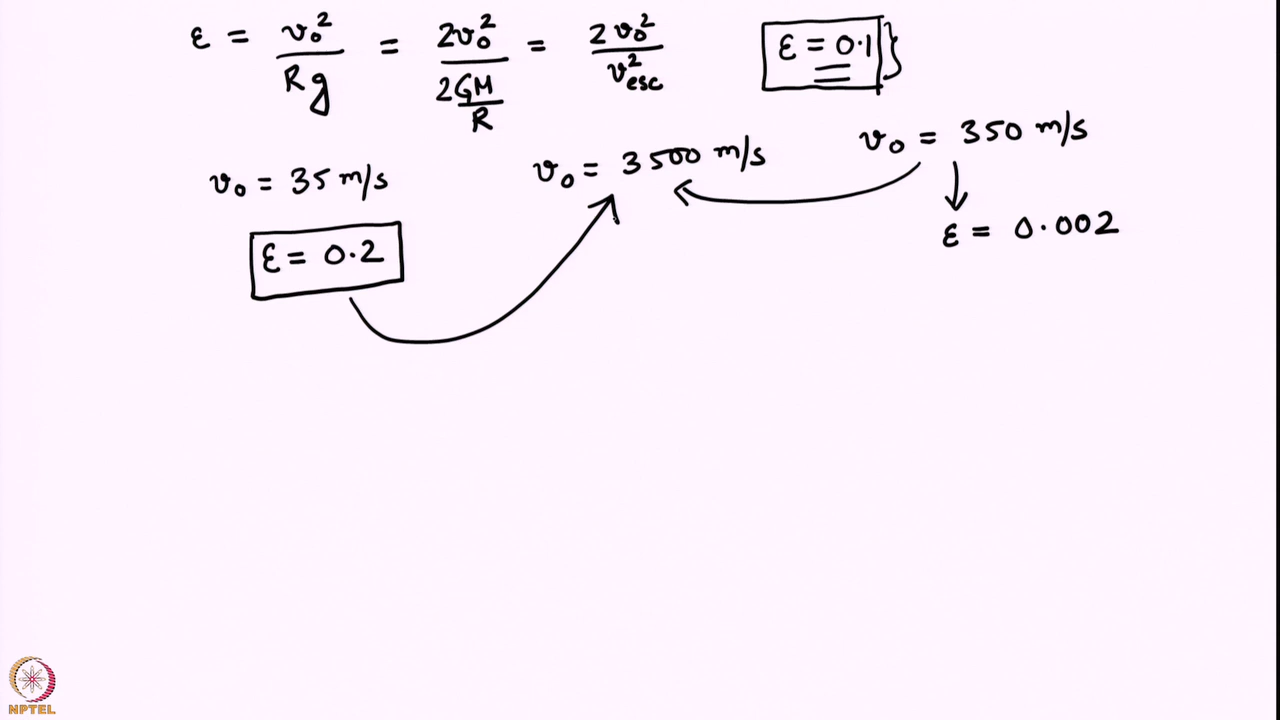 ε = v₀² / Rg = 2v₀² / (2GM/R) = 2v₀² / v²esc ε = 0.1 }
v₀ = 35 m/s v₀ = 3500 m/s v₀ = 350 m/s
ε = 0.2 ε = 0.002
NPTEL